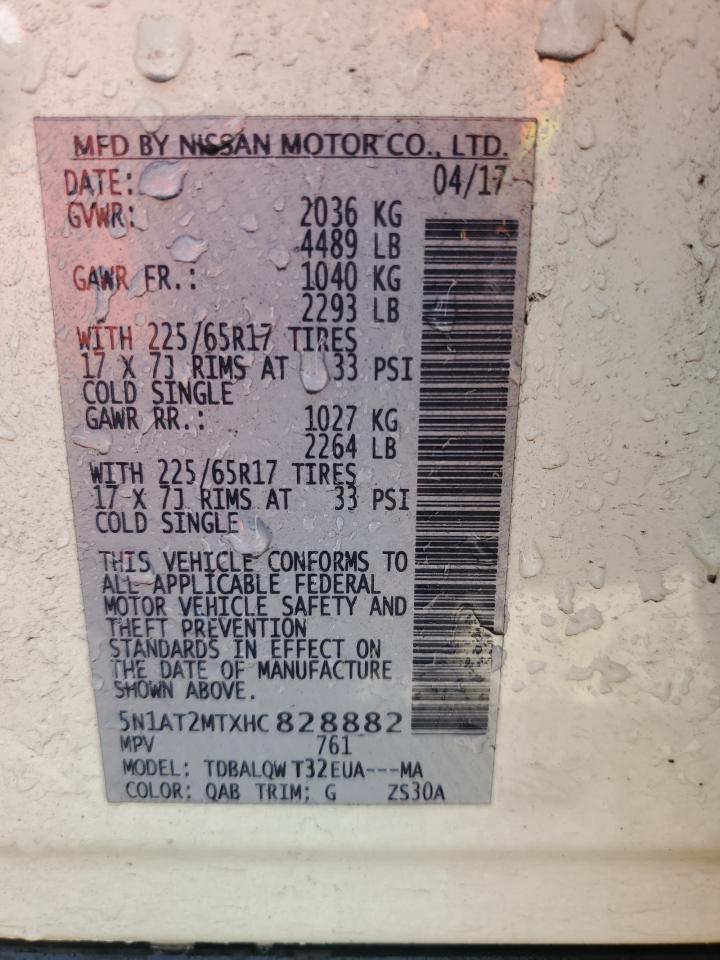 MFD BY NISSAN MOTOR CO., LTD.
DATE: 04/17
GVWR: 2036 KG
4489 LB
GAWR FR.: 1040 KG
2293 LB
WITH 225/65R17 TIRES
17 X 7J RIMS AT 33 PSI
COLD SINGLE
GAWR RR.: 1027 KG
2264 LB
WITH 225/65R17 TIRES
17 X 7J RIMS AT 33 PSI
COLD SINGLE
THIS VEHICLE CONFORMS TO
ALL APPLICABLE FEDERAL
MOTOR VEHICLE SAFETY AND
THEFT PREVENTION
STANDARDS IN EFFECT ON
THE DATE OF MANUFACTURE
SHOWN ABOVE.
5N1AT2MTXHC828882
MPV 761
MODEL: TDBALQW T32EUA---MA
COLOR: QAB TRIM: G ZS30A